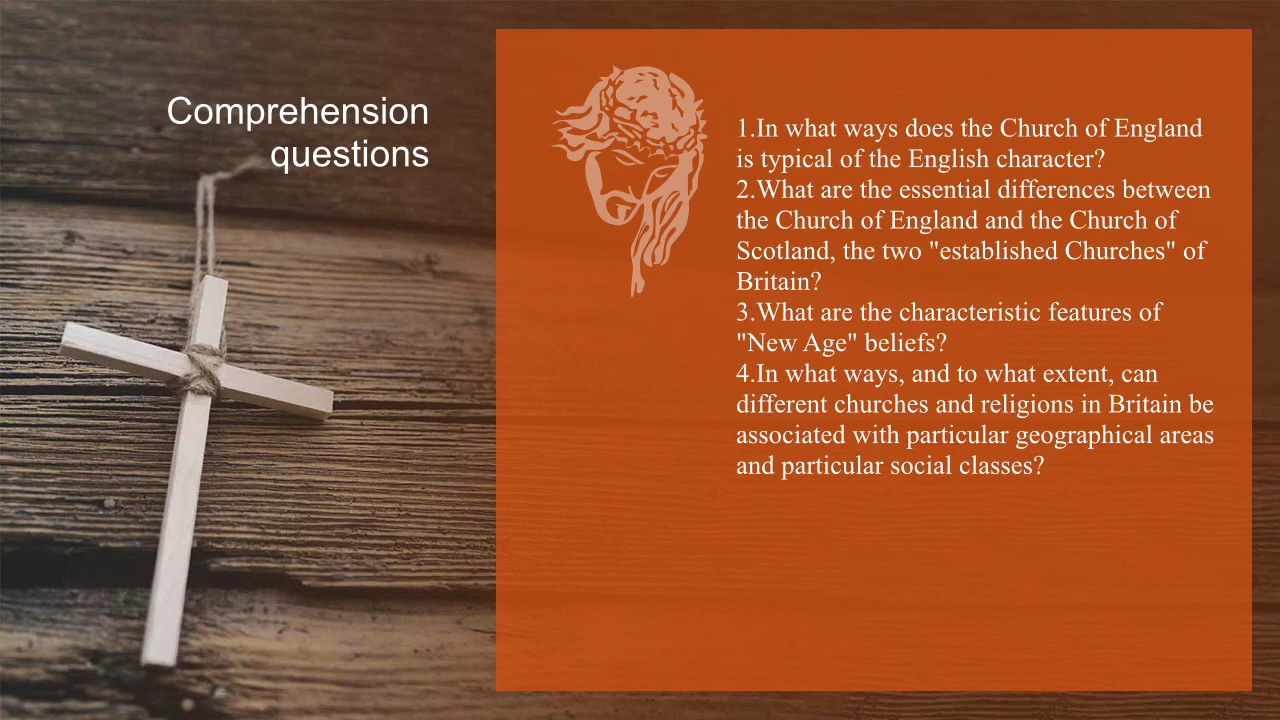 Comprehension
questions
1.In what ways does the Church of England
is typical of the English character?
2.What are the essential differences between
the Church of England and the Church of
Scotland, the two "established Churches" of
Britain?
3.What are the characteristic features of
"New Age" beliefs?
4.In what ways, and to what extent, can
different churches and religions in Britain be
associated with particular geographical areas
and particular social classes?